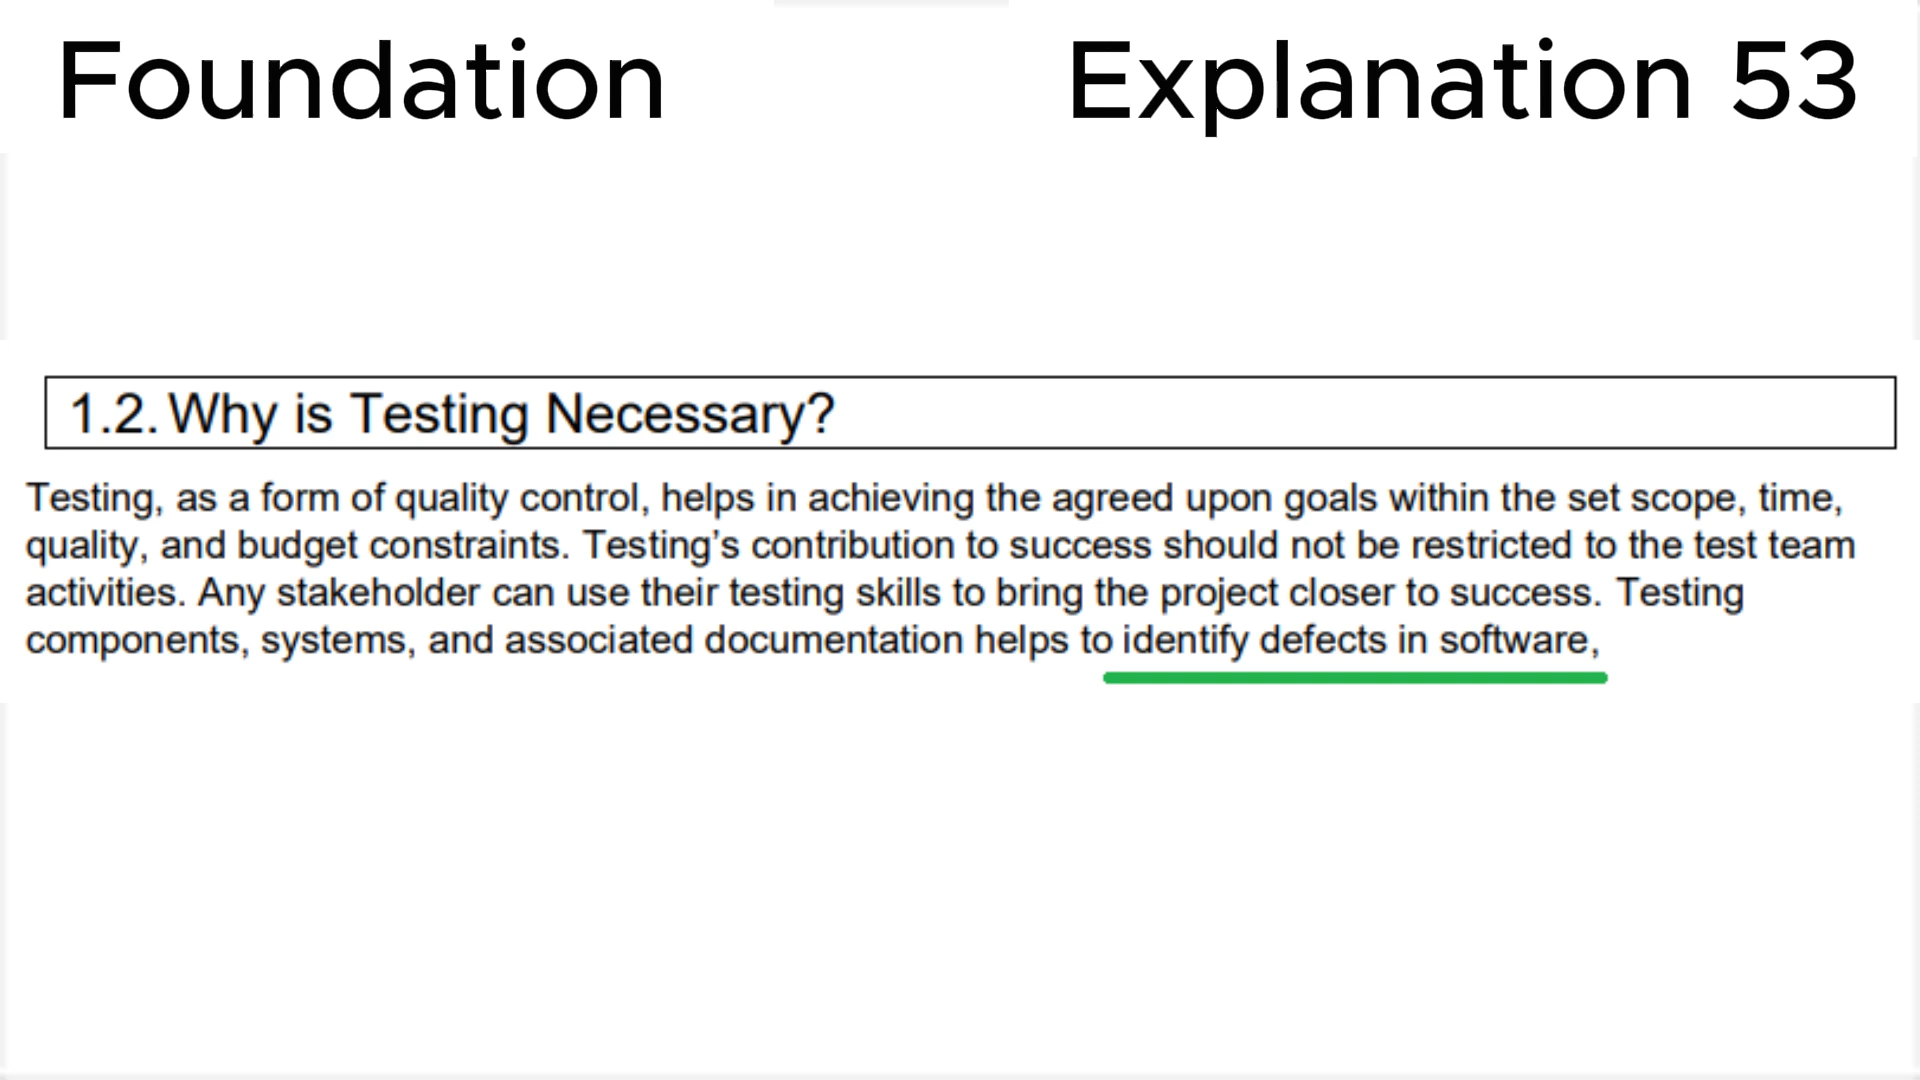 Foundation
Explanation 53
1.2. Why is Testing Necessary?
Testing, as a form of quality control, helps in achieving the agreed upon goals within the set scope, time,
quality, and budget constraints. Testing’s contribution to success should not be restricted to the test team
activities. Any stakeholder can use their testing skills to bring the project closer to success. Testing
components, systems, and associated documentation helps to identify defects in software,